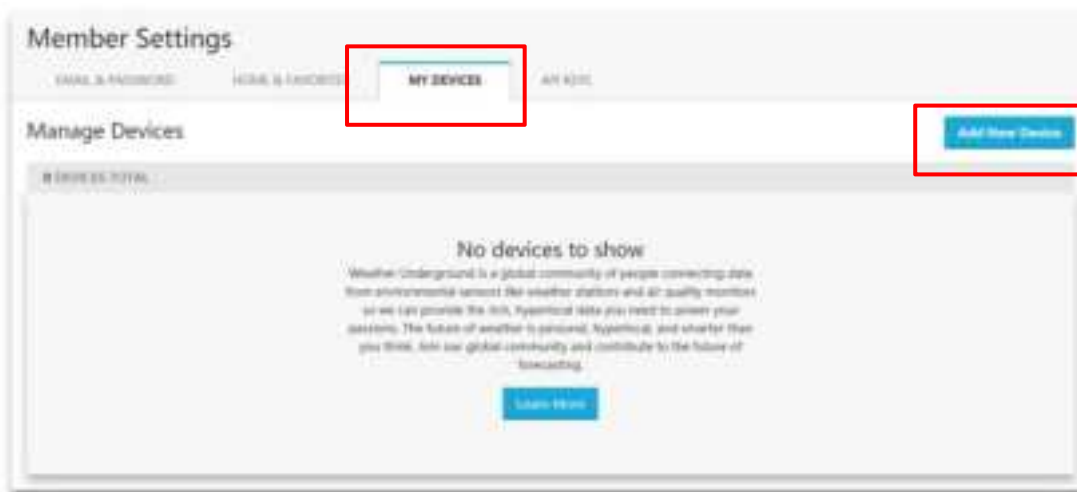 Member Settings
EMAIL & PASSWORD HOME & FAVORITES MY DEVICES API KEYS
Manage Devices
Add New Device
0 DEVICES TOTAL
No devices to show
Weather Underground is a global community of people connecting data
from environmental sensors like weather stations and air quality monitors
so we can provide the rich, hyperlocal data you need to power your
passions. The future of weather is personal, hyperlocal, and smarter than
you think. Join our global community and contribute to the future of
forecasting.
Learn More